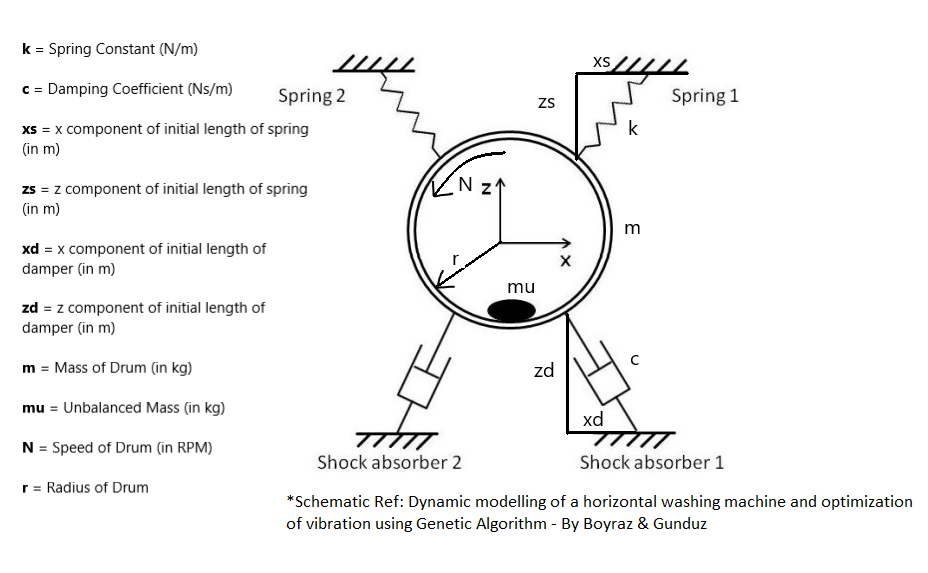 k = Spring Constant (N/m)
c = Damping Coefficient (Ns/m)
xs = x component of initial length of spring
(in m)
zs = z component of initial length of spring
(in m)
xd = x component of initial length of
damper (in m)
zd = z component of initial length of
damper (in m)
m = Mass of Drum (in kg)
mu = Unbalanced Mass (in kg)
N = Speed of Drum (in RPM)
r = Radius of Drum
Spring 2
xs
zs
Spring 1
k
N
z
m
r
x
mu
zd
c
xd
Shock absorber 2
Shock absorber 1
*Schematic Ref: Dynamic modelling of a horizontal washing machine and optimization
of vibration using Genetic Algorithm - By Boyraz & Gunduz